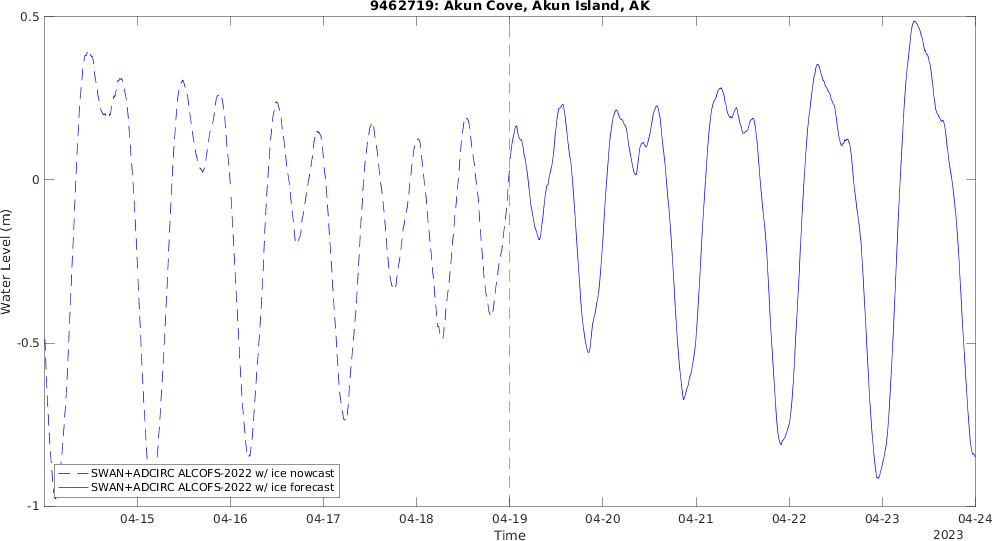 9462719: Akun Cove, Akun Island, AK
0.5
0
-0.5
-1
Water Level (m)
SWAN+ADCIRC ALCOFS-2022 w/ ice nowcast
SWAN+ADCIRC ALCOFS-2022 w/ ice forecast
04-15 04-16 04-17 04-18 04-19 04-20 04-21 04-22 04-23 04-24
Time
2023